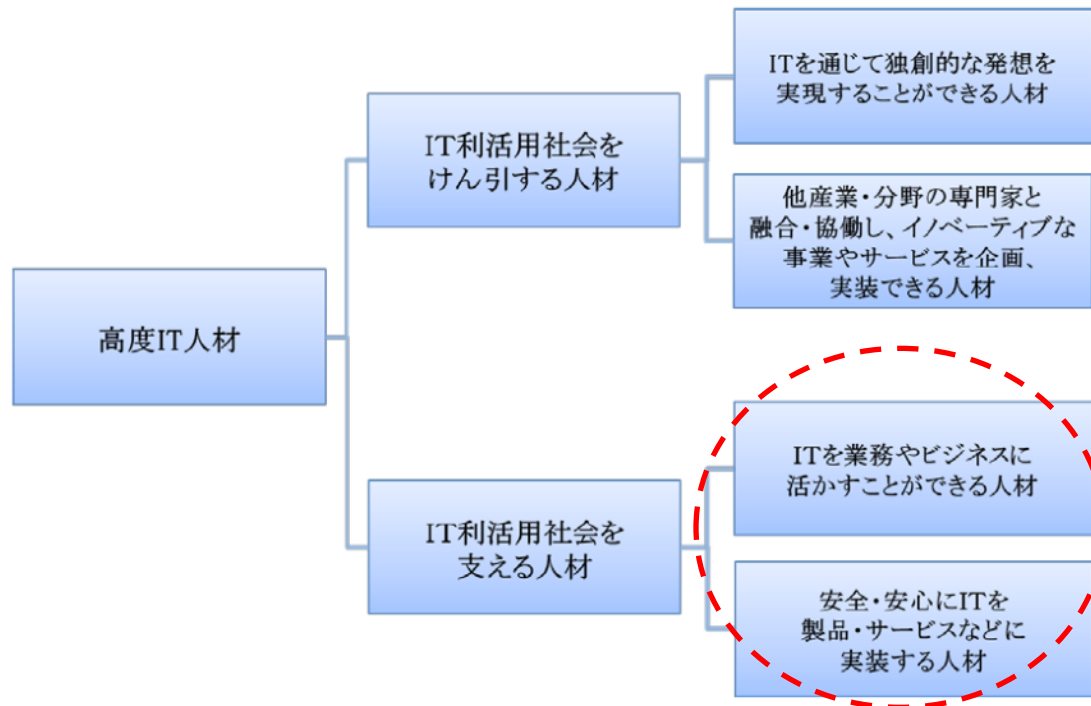 ITを通じて独創的な発想を
実現することができる人材
IT利活用社会を
けん引する人材
他産業・分野の専門家と
融合・協働し、イノベーティブな
事業やサービスを企画、
実装できる人材
高度IT人材
ITを業務やビジネスに
活かすことができる人材
IT利活用社会を
支える人材
安全・安心にITを
製品・サービスなどに
実装する人材